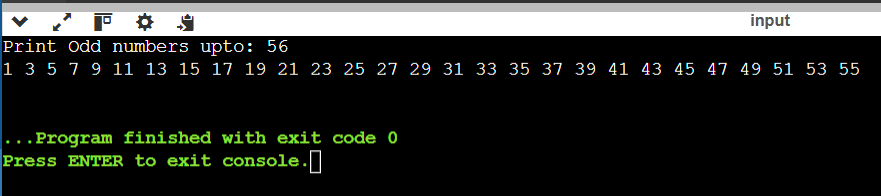 input
Print Odd numbers upto: 56
1 3 5 7 9 11 13 15 17 19 21 23 25 27 29 31 33 35 37 39 41 43 45 47 49 51 53 55
...Program finished with exit code 0
Press ENTER to exit console.